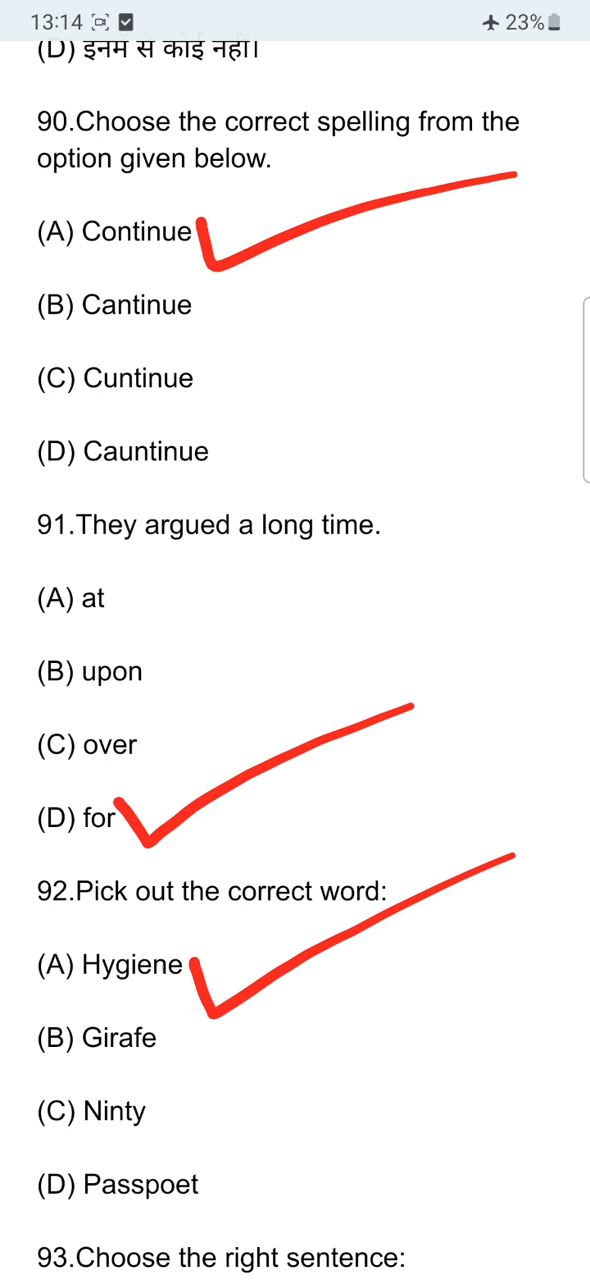 13:14
23%
(D) इनमें से कोई नहीं।
90.Choose the correct spelling from the
option given below.
(A) Continue
(B) Cantinue
(C) Cuntinue
(D) Cauntinue
91.They argued a long time.
(A) at
(B) upon
(C) over
(D) for
92.Pick out the correct word:
(A) Hygiene
(B) Girafe
(C) Ninty
(D) Passpoet
93.Choose the right sentence: